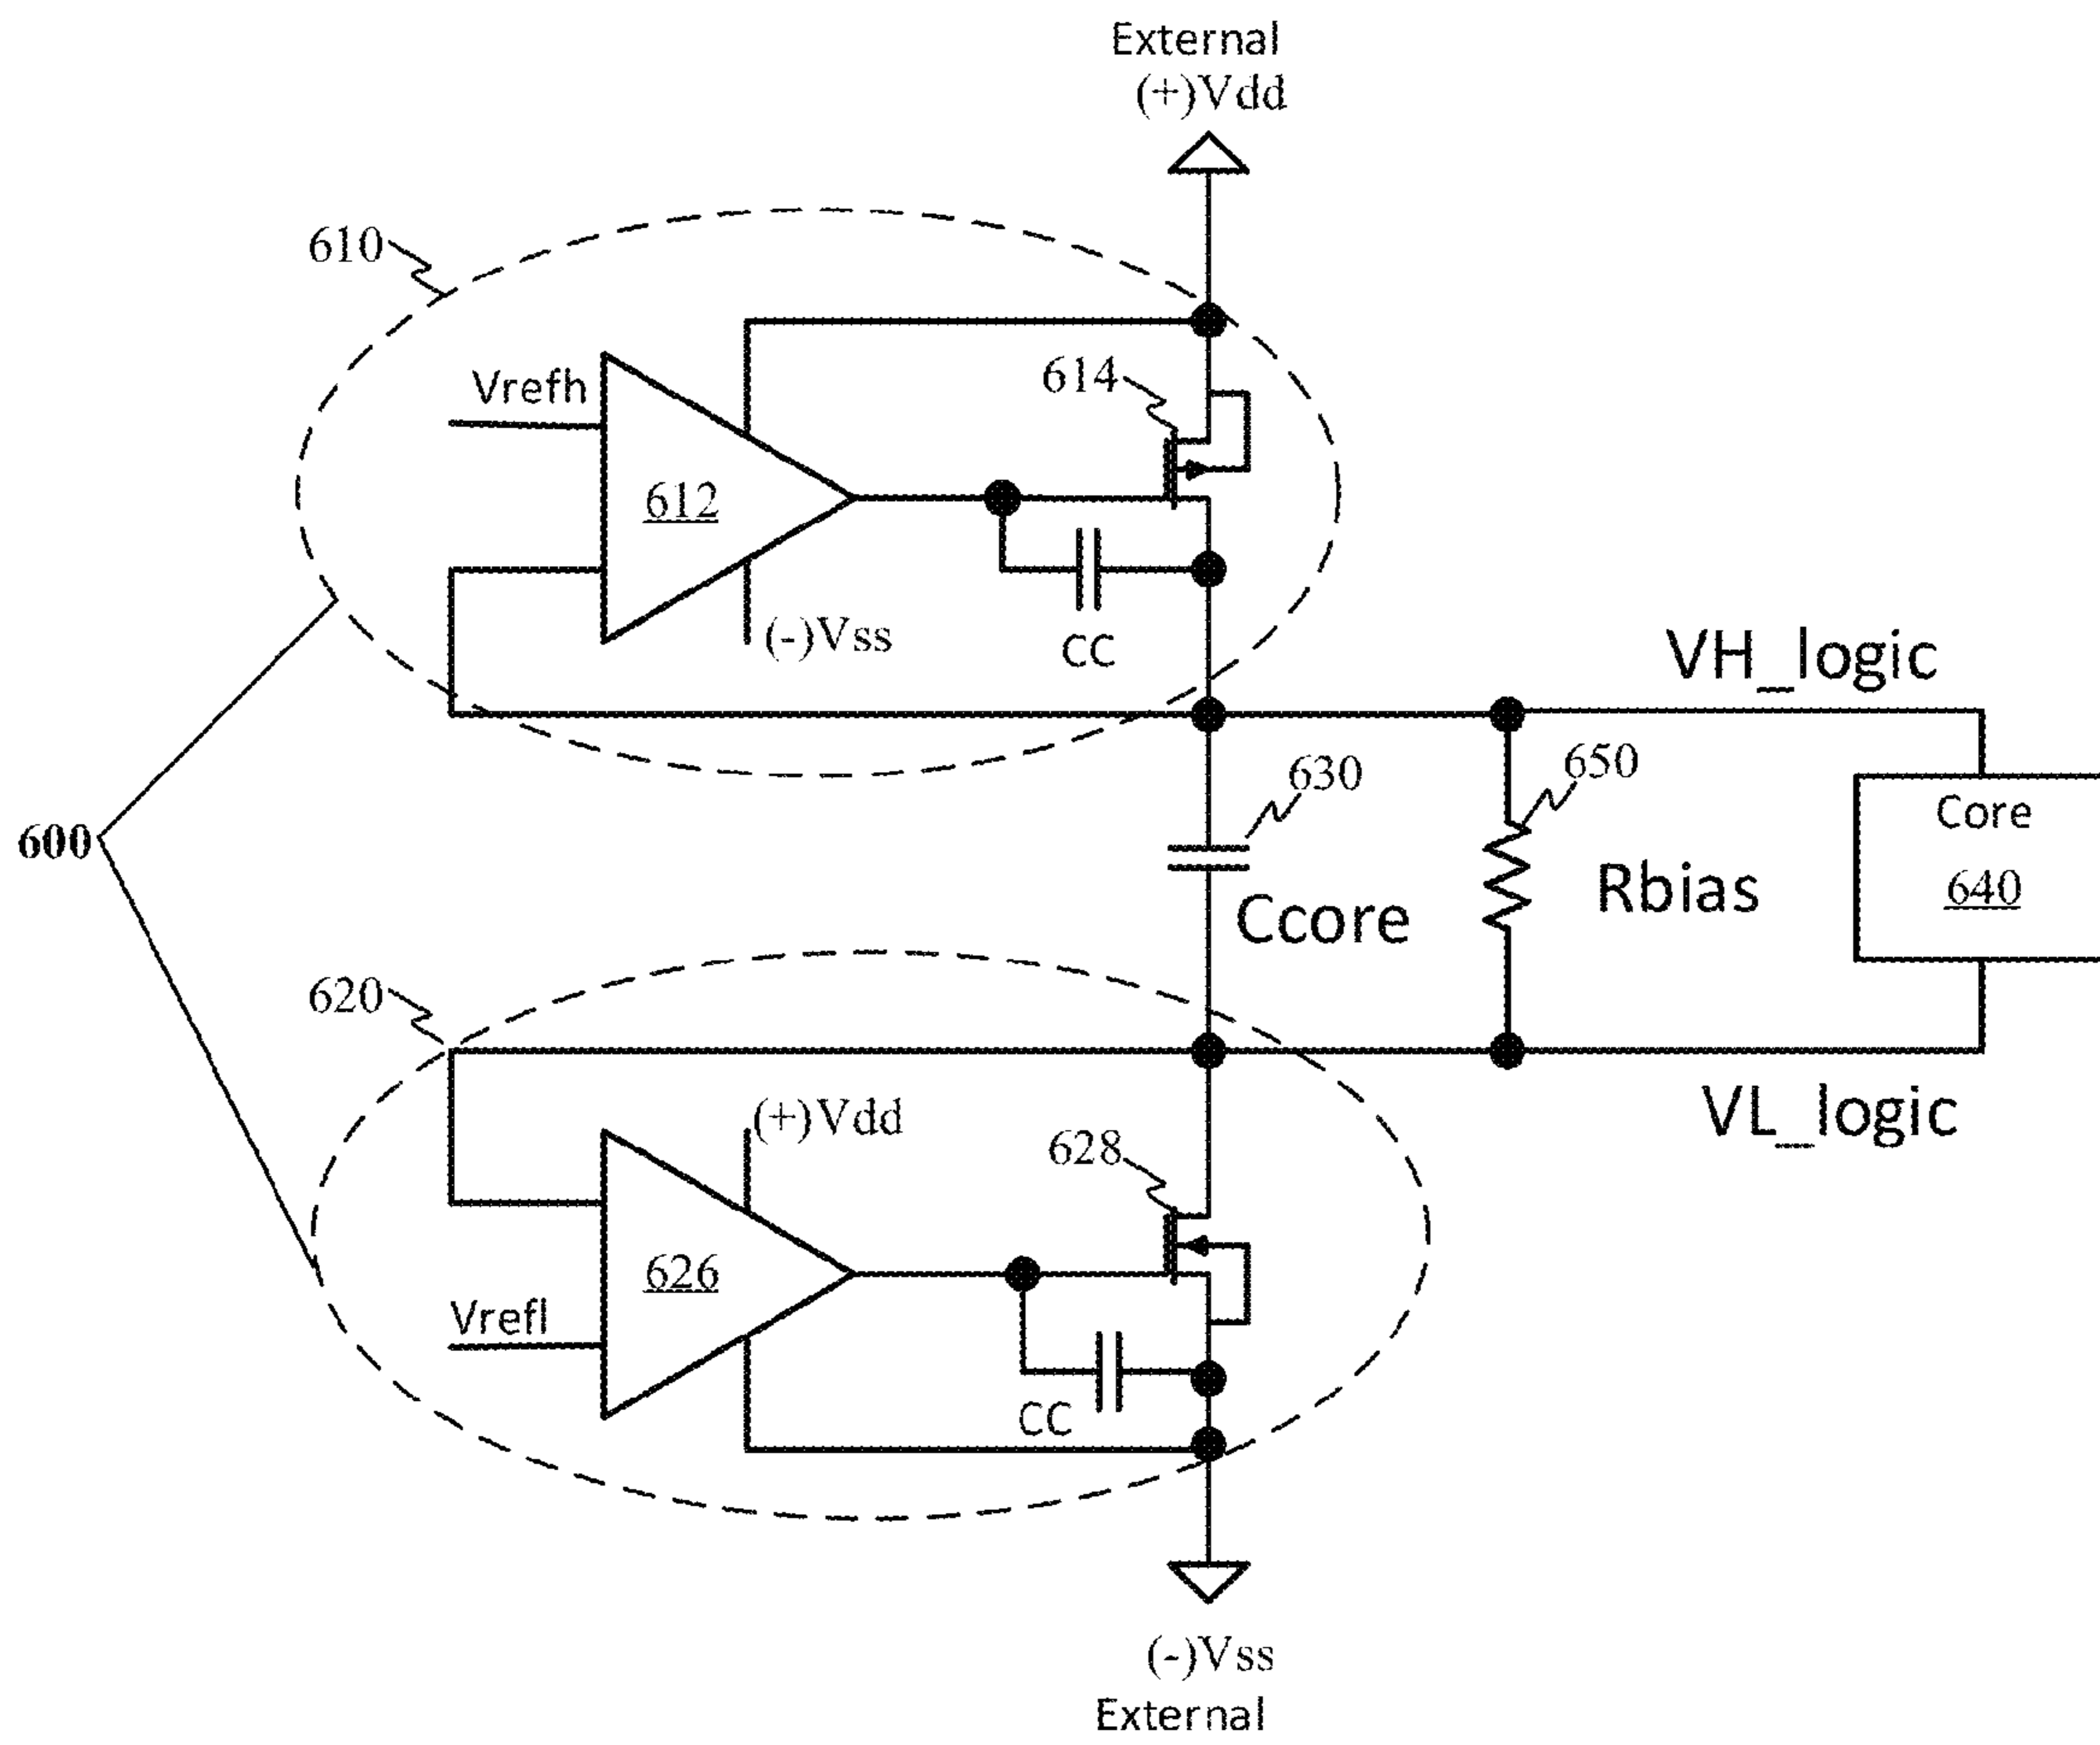 External
(+)Vdd
610
614
Vrefh
612
(-)Vss
CC
VH_logic
630
650
Core
600
Ccore
Rbias
640
620
(+)Vdd
628
VL_logic
626
Vrefl
CC
(-)Vss
External